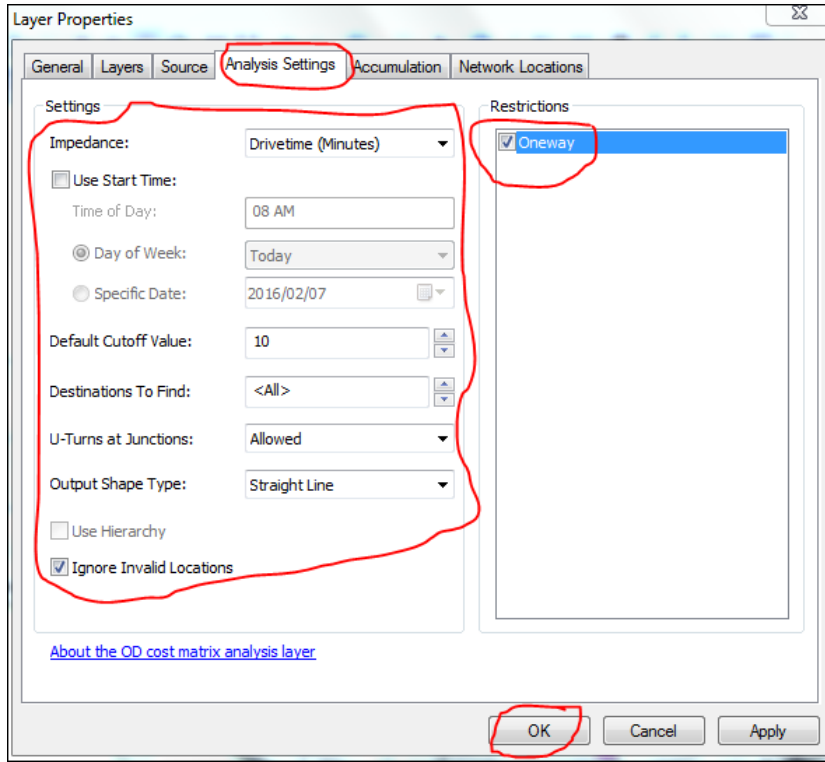 Layer Properties
General Layers Source Analysis Settings Accumulation Network Locations
Settings
Impedance: Drivetime (Minutes)
Use Start Time:
Time of Day: 08 AM
Day of Week: Today
Specific Date: 2016/02/07
Default Cutoff Value: 10
Destinations To Find: <All>
U-Turns at Junctions: Allowed
Output Shape Type: Straight Line
Use Hierarchy
Ignore Invalid Locations
Restrictions
Oneway
About the OD cost matrix analysis layer
OK Cancel Apply